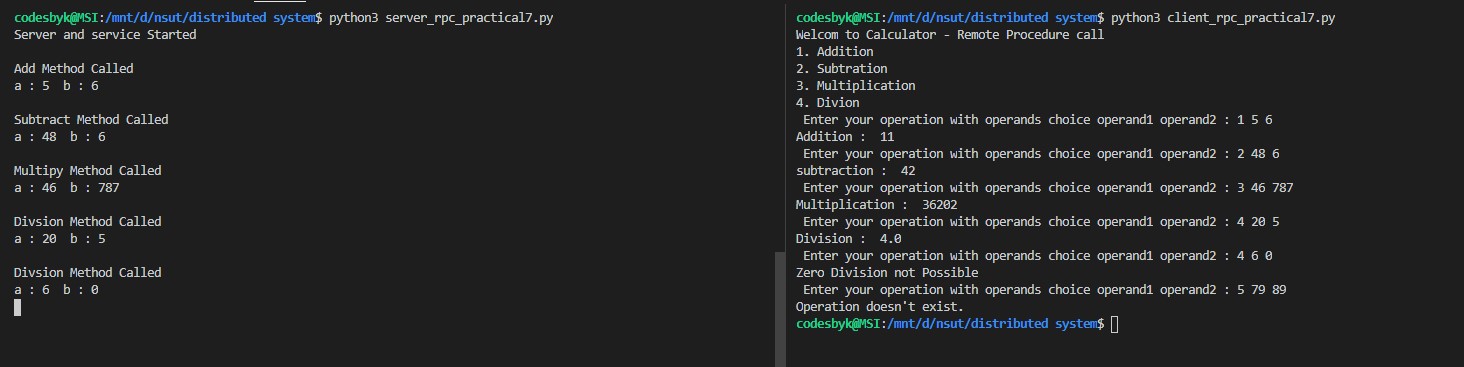 codesbyk@MSI:/mnt/d/nsut/distributed system$ python3 server_rpc_practical7.py
Server and service Started
Add Method Called
a : 5  b : 6
Subtract Method Called
a : 48  b : 6
Multipy Method Called
a : 46  b : 787
Divsion Method Called
a : 20  b : 5
Divsion Method Called
a : 6  b : 0
codesbyk@MSI:/mnt/d/nsut/distributed system$ python3 client_rpc_practical7.py
Welcom to Calculator - Remote Procedure call
1. Addition
2. Subtration
3. Multiplication
4. Divion
Enter your operation with operands choice operand1 operand2 : 1 5 6
Addition :  11
Enter your operation with operands choice operand1 operand2 : 2 48 6
subtraction :  42
Enter your operation with operands choice operand1 operand2 : 3 46 787
Multiplication :  36202
Enter your operation with operands choice operand1 operand2 : 4 20 5
Division :  4.0
Enter your operation with operands choice operand1 operand2 : 4 6 0
Zero Division not Possible
Enter your operation with operands choice operand1 operand2 : 5 79 89
Operation doesn't exist.
codesbyk@MSI:/mnt/d/nsut/distributed system$